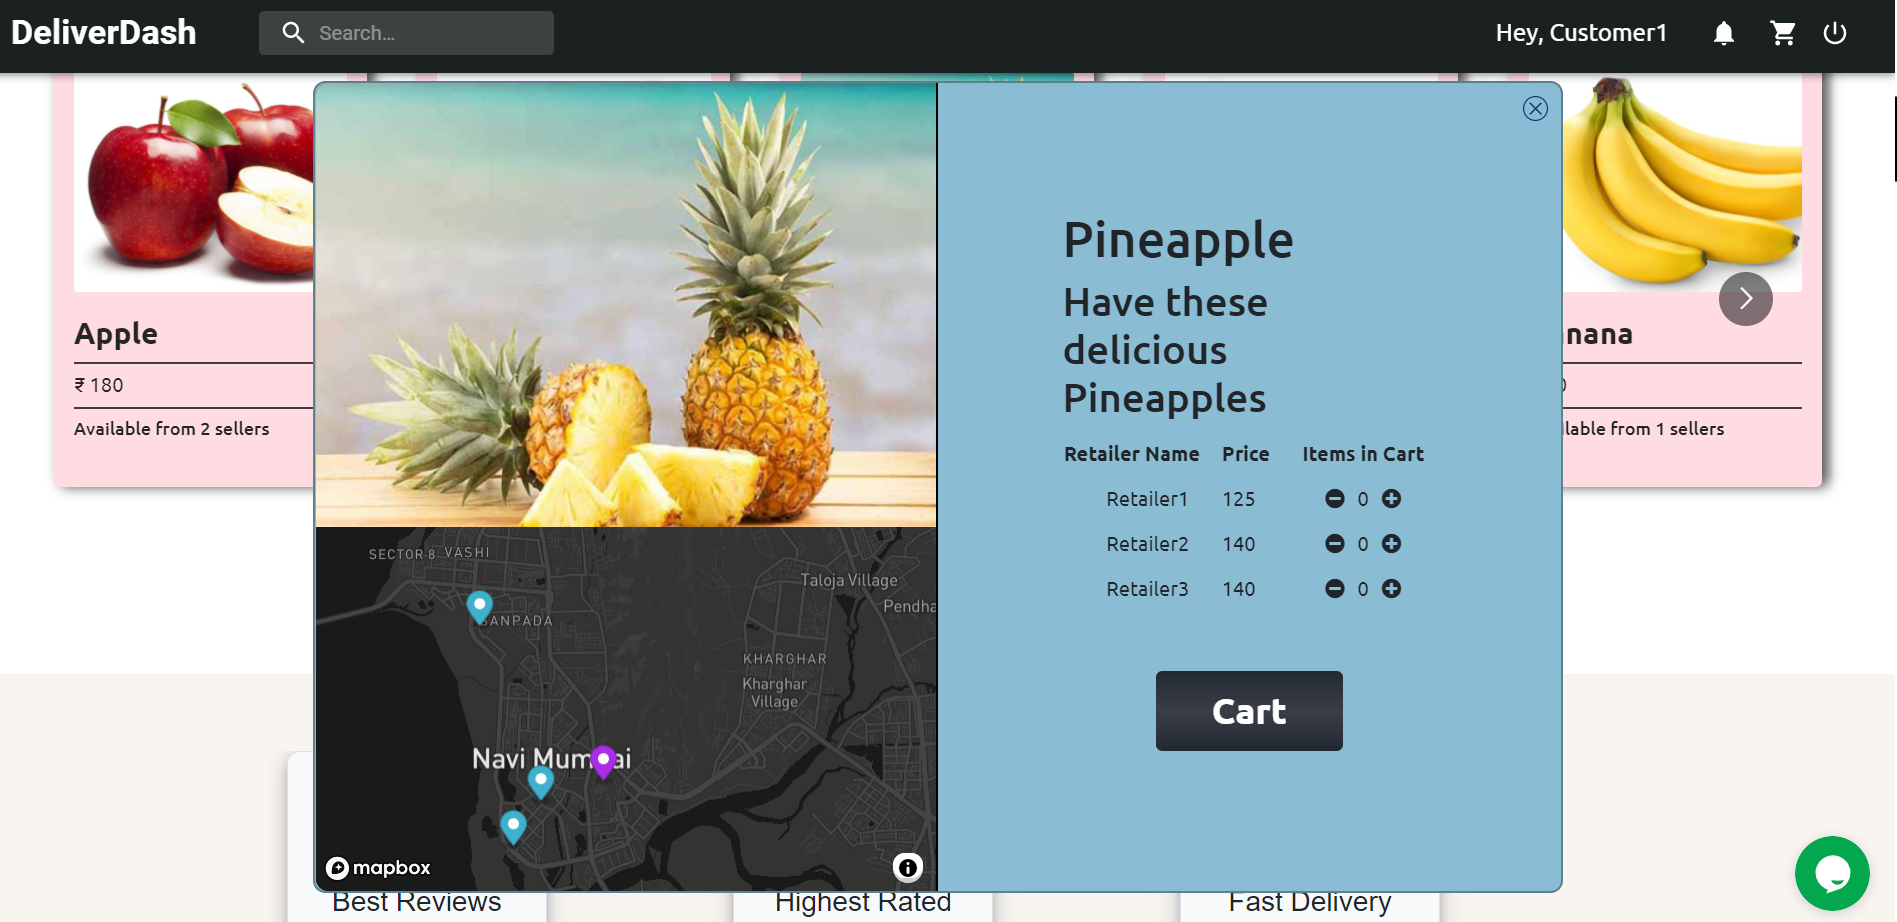 DeliverDash
Search...
Hey, Customer1
Apple
₹ 180
Available from 2 sellers
Pineapple
Have these
delicious
Pineapples
Retailer Name Price Items in Cart
Retailer1 125 0
Retailer2 140 0
Retailer3 140 0
Cart
SECTOR 8 VASHI
SANPADA
Taloja Village
Pendha
KHARGHAR
Kharghar
Village
Navi Mumbai
mapbox
nana
lable from 1 sellers
Best Reviews
Highest Rated
Fast Delivery